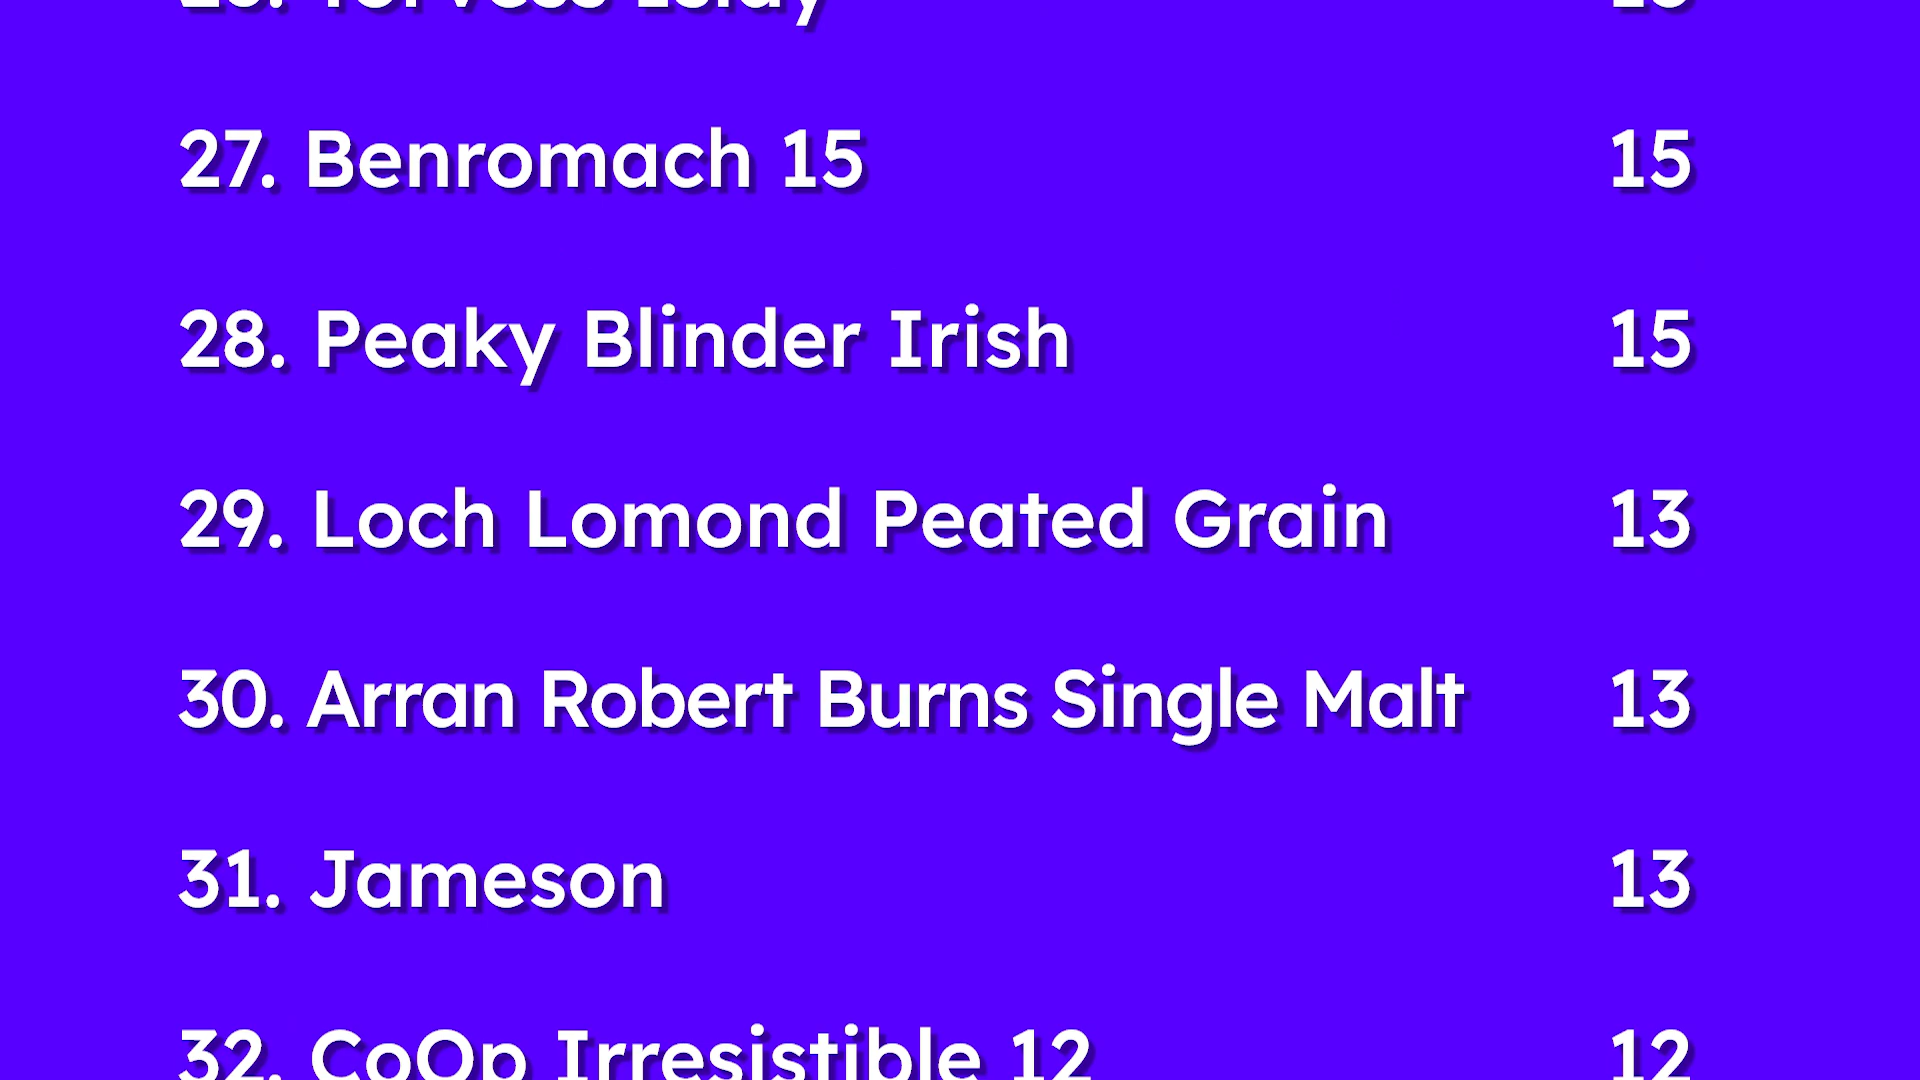 27. Benromach 15 15
28. Peaky Blinder Irish 15
29. Loch Lomond Peated Grain 13
30. Arran Robert Burns Single Malt 13
31. Jameson 13
32. CoOp Irresistible 12 12